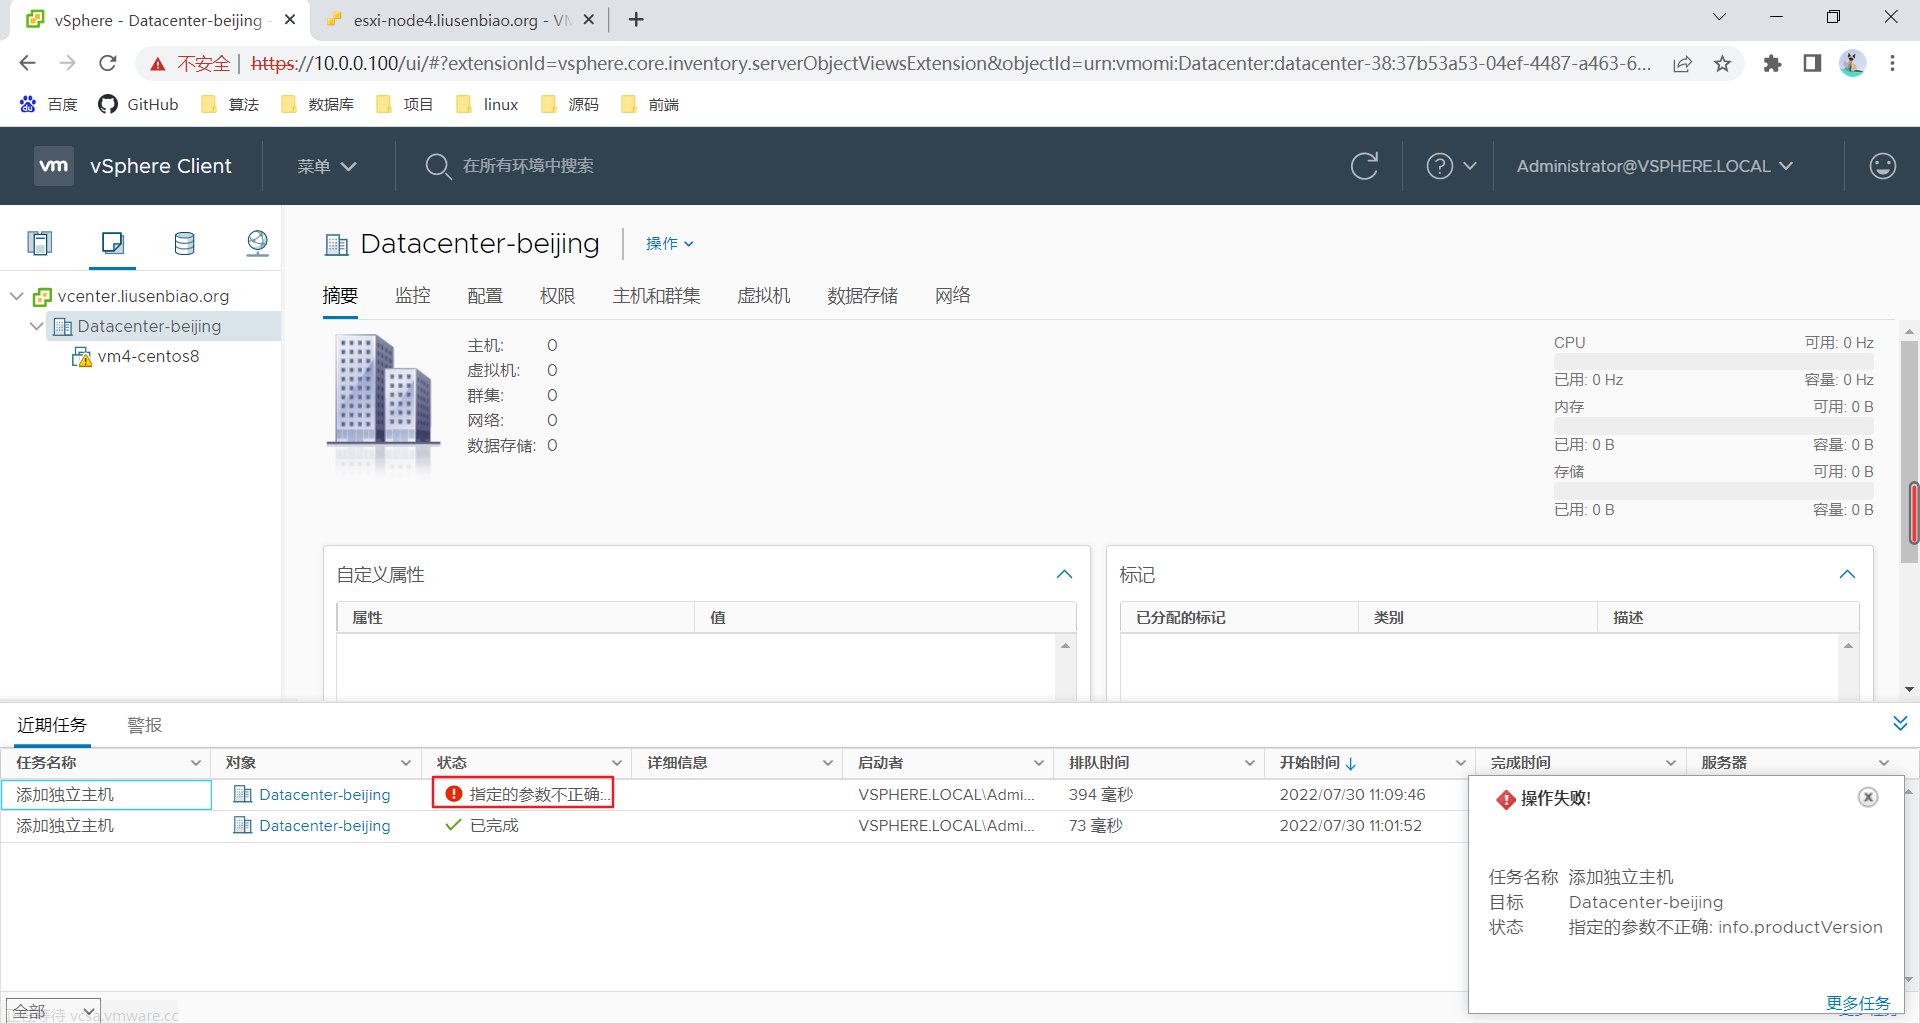 vSphere - Datacenter-beijing -
esxi-node4.liusenbiao.org - VM
不安全 | https://10.0.0.100/ui/#?extensionId=vsphere.core.inventory.serverObjectViewsExtension&objectId=urn:vmomi:Datacenter:datacenter-38:37b53a53-04ef-4487-a463-6...
百度 GitHub 算法 数据库 项目 linux 源码 前端
vm vSphere Client 菜单 在所有环境中搜索 Administrator@VSPHERE.LOCAL
vcenter.liusenbiao.org
Datacenter-beijing
vm4-centos8
Datacenter-beijing 操作
摘要 监控 配置 权限 主机和群集 虚拟机 数据存储 网络
主机: 0
虚拟机: 0
群集: 0
网络: 0
数据存储: 0
CPU 可用: 0 Hz
已用: 0 Hz 容量: 0 Hz
内存 可用: 0 B
已用: 0 B 容量: 0 B
存储 可用: 0 B
已用: 0 B 容量: 0 B
自定义属性
属性 值
标记
已分配的标记 类别 描述
近期任务 警报
任务名称 对象 状态 详细信息 启动者 排队时间 开始时间 完成时间 服务器
添加独立主机 Datacenter-beijing 指定的参数不正确:... VSPHERE.LOCAL\Admi... 394 毫秒 2022/07/30 11:09:46
添加独立主机 Datacenter-beijing 已完成 VSPHERE.LOCAL\Admi... 73 毫秒 2022/07/30 11:01:52
操作失败!
任务名称 添加独立主机
目标 Datacenter-beijing
状态 指定的参数不正确: info.productVersion
更多任务
全部
vcsa.vmware.cc